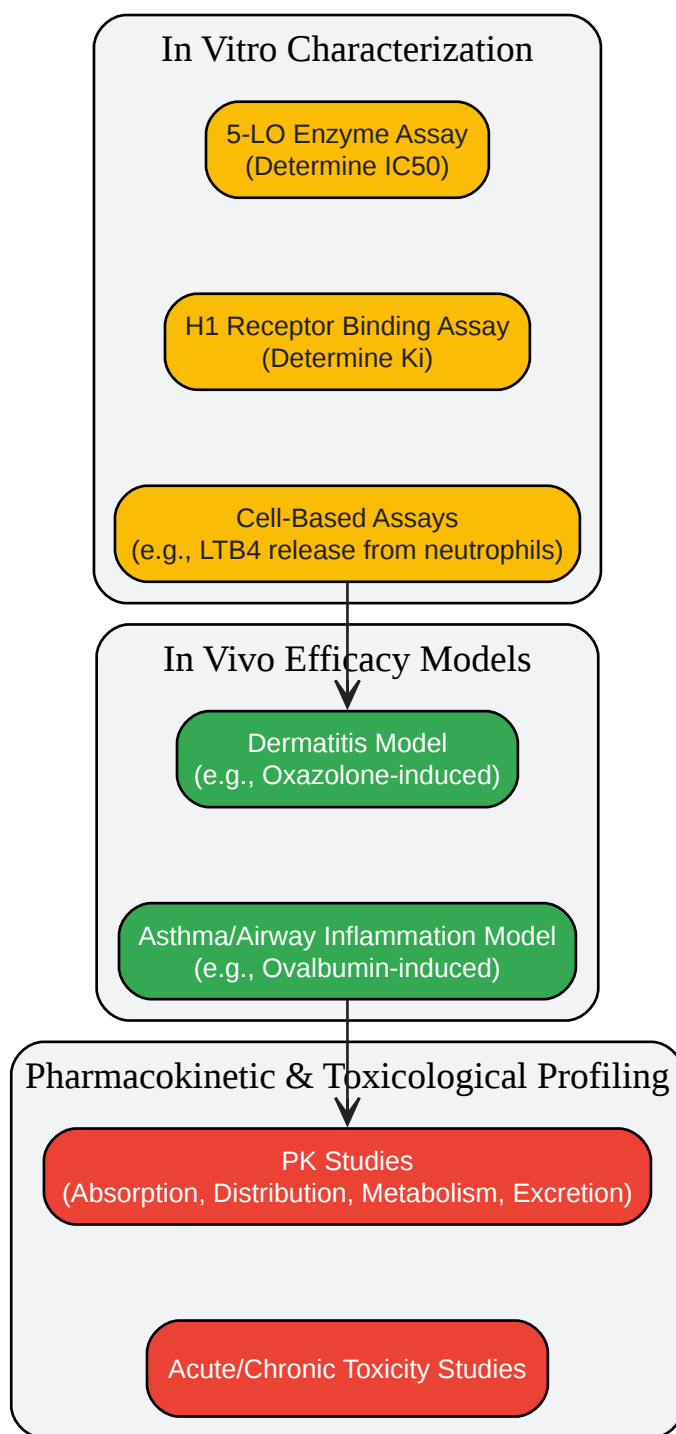 In Vitro Characterization
5-LO Enzyme Assay
(Determine IC50)
H1 Receptor Binding Assay
(Determine Ki)
Cell-Based Assays
(e.g., LTB4 release from neutrophils)
In Vivo Efficacy Models
Dermatitis Model
(e.g., Oxazolone-induced)
Asthma/Airway Inflammation Model
(e.g., Ovalbumin-induced)
Pharmacokinetic & Toxicological Profiling
PK Studies
(Absorption, Distribution, Metabolism, Excretion)
Acute/Chronic Toxicity Studies